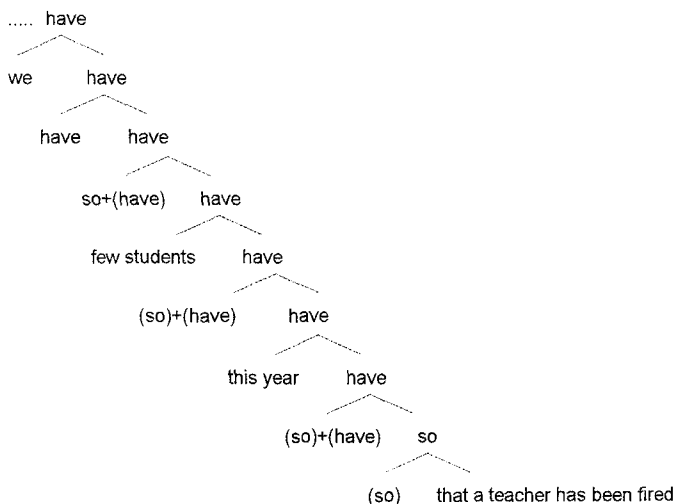 ..... have
we have
have have
so+(have) have
few students have
(so)+(have) have
this year have
(so)+(have) so
(so) that a teacher has been fired